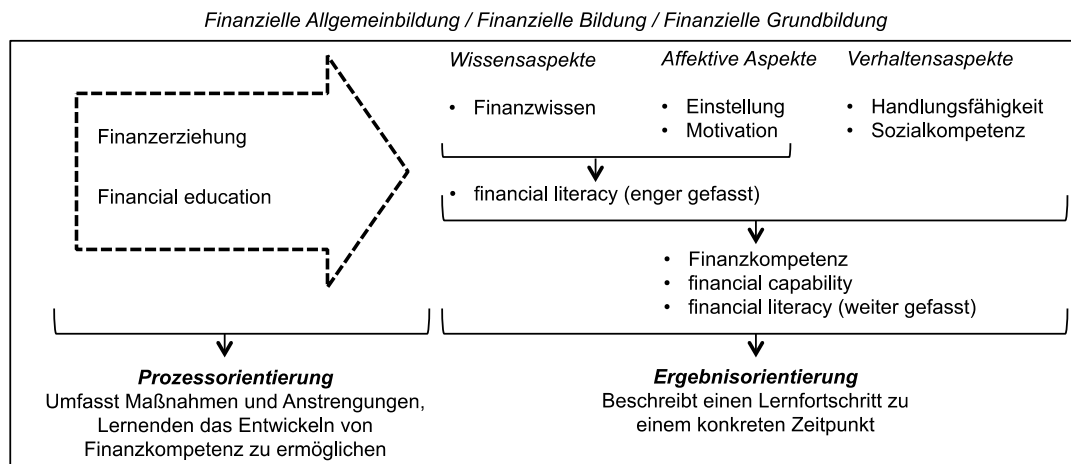 Finanzielle Allgemeinbildung / Finanzielle Bildung / Finanzielle Grundbildung
Finanzerziehung
Financial education
Wissensaspekte
• Finanzwissen
Affektive Aspekte
• Einstellung
• Motivation
Verhaltensaspekte
• Handlungsfähigkeit
• Sozialkompetenz
• financial literacy (enger gefasst)
• Finanzkompetenz
• financial capability
• financial literacy (weiter gefasst)
Prozessorientierung
Umfasst Maßnahmen und Anstrengungen,
Lernenden das Entwickeln von
Finanzkompetenz zu ermöglichen
Ergebnisorientierung
Beschreibt einen Lernfortschritt zu
einem konkreten Zeitpunkt